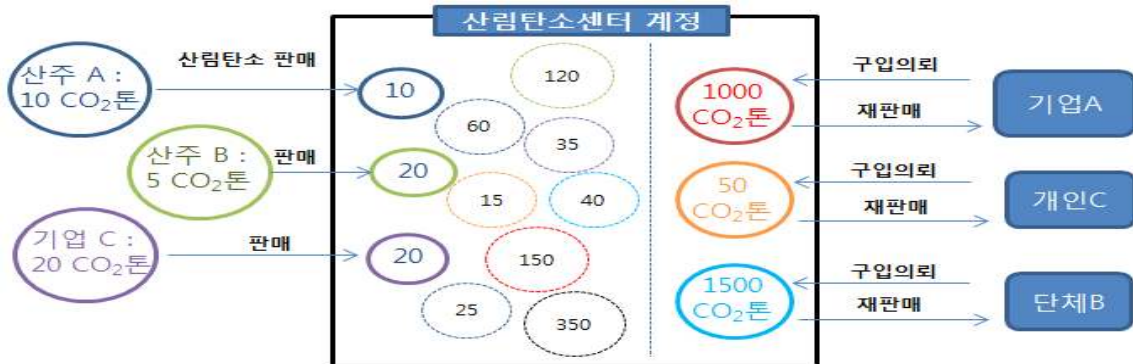 산림탄소센터 계정
산주 A :
10 CO₂톤
산림탄소 판매
산주 B :
5 CO₂톤
판매
기업 C :
20 CO₂톤
판매
10
20
20
120
60
35
15
40
150
25
350
1000
CO₂톤
50
CO₂톤
1500
CO₂톤
구입의뢰
재판매
기업A
구입의뢰
재판매
개인C
구입의뢰
재판매
단체B